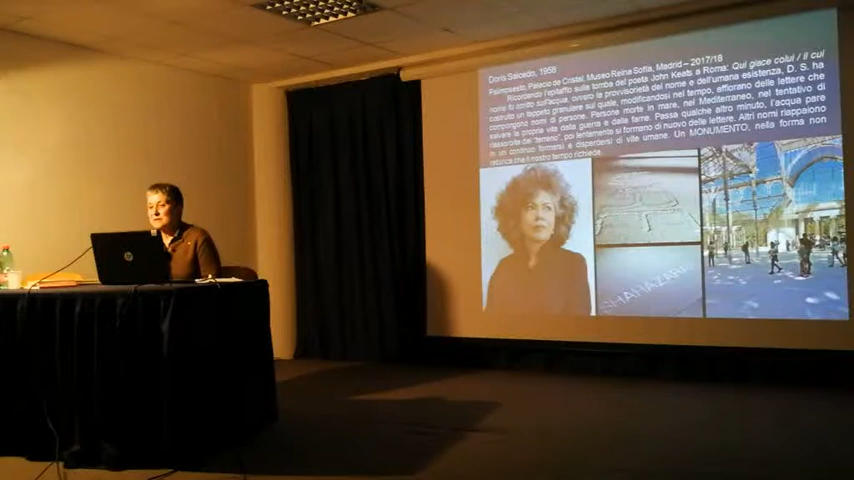 Doris Salcedo, 1958
Palimpsest, Palacio de Cristal, Museo Reina Sofia, Madrid – 2017/18
Ricordando l'epitaffio sulla tomba del poeta John Keats a Roma: Qui giace colui / il cui
nome fu scritto sull'acqua, ovvero la provvisorietà del nome e dell'umana esistenza, D. S. ha
costruito un tappeto granulare sul quale, modificandosi nel tempo, affiorano delle lettere che
compongono nomi di persone. Persone morte in mare, nel Mediterraneo, nel tentativo di
salvare la propria vita dalla guerra e dalla fame. Passa qualche altro minuto, l'acqua pare
riassorbita dal "terreno", poi lentamente si formano di nuovo delle lettere. Altri nomi riappaiono
in un continuo formarsi e dispersi di vite umane. Un MONUMENTO, nella forma non
retorica che il nostro tempo richiede.
SHAHAZARI